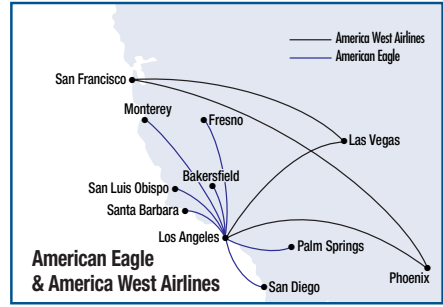 America West Airlines
American Eagle
San Francisco
Monterey
Fresno
Las Vegas
Bakersfield
San Luis Obispo
Santa Barbara
Los Angeles
Palm Springs
Phoenix
San Diego
American Eagle
& America West Airlines